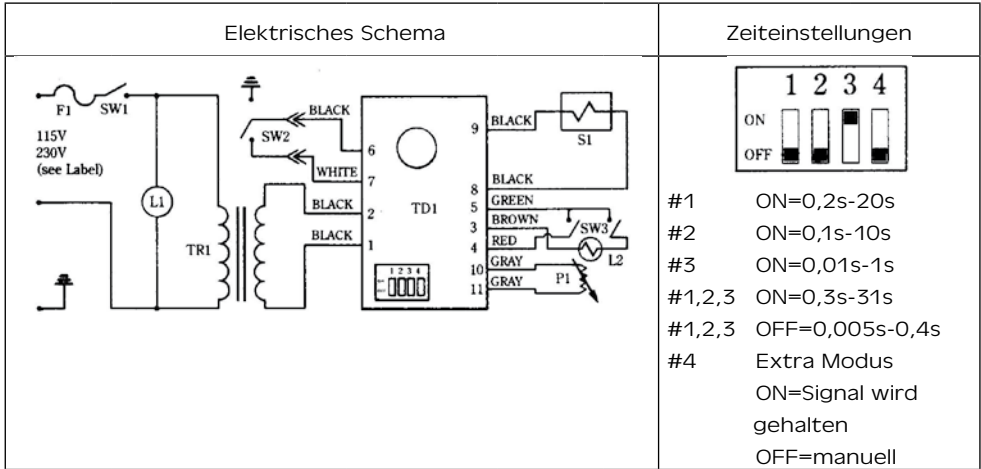 Elektrisches Schema
Zeiteinstellungen
F1
SW1
115V
230V
(see Label)
L1
TR1
SW2
BLACK
WHITE
BLACK
BLACK
6
7
2
1
TD1
1 2 3 4
9
8
5
3
4
10
11
BLACK
S1
BLACK
GREEN
BROWN
RED
GRAY
GRAY
SW3
L2
P1
1 2 3 4
ON
OFF
#1 ON=0,2s-20s
#2 ON=0,1s-10s
#3 ON=0,01s-1s
#1,2,3 ON=0,3s-31s
#1,2,3 OFF=0,005s-0,4s
#4 Extra Modus
ON=Signal wird
gehalten
OFF=manuell